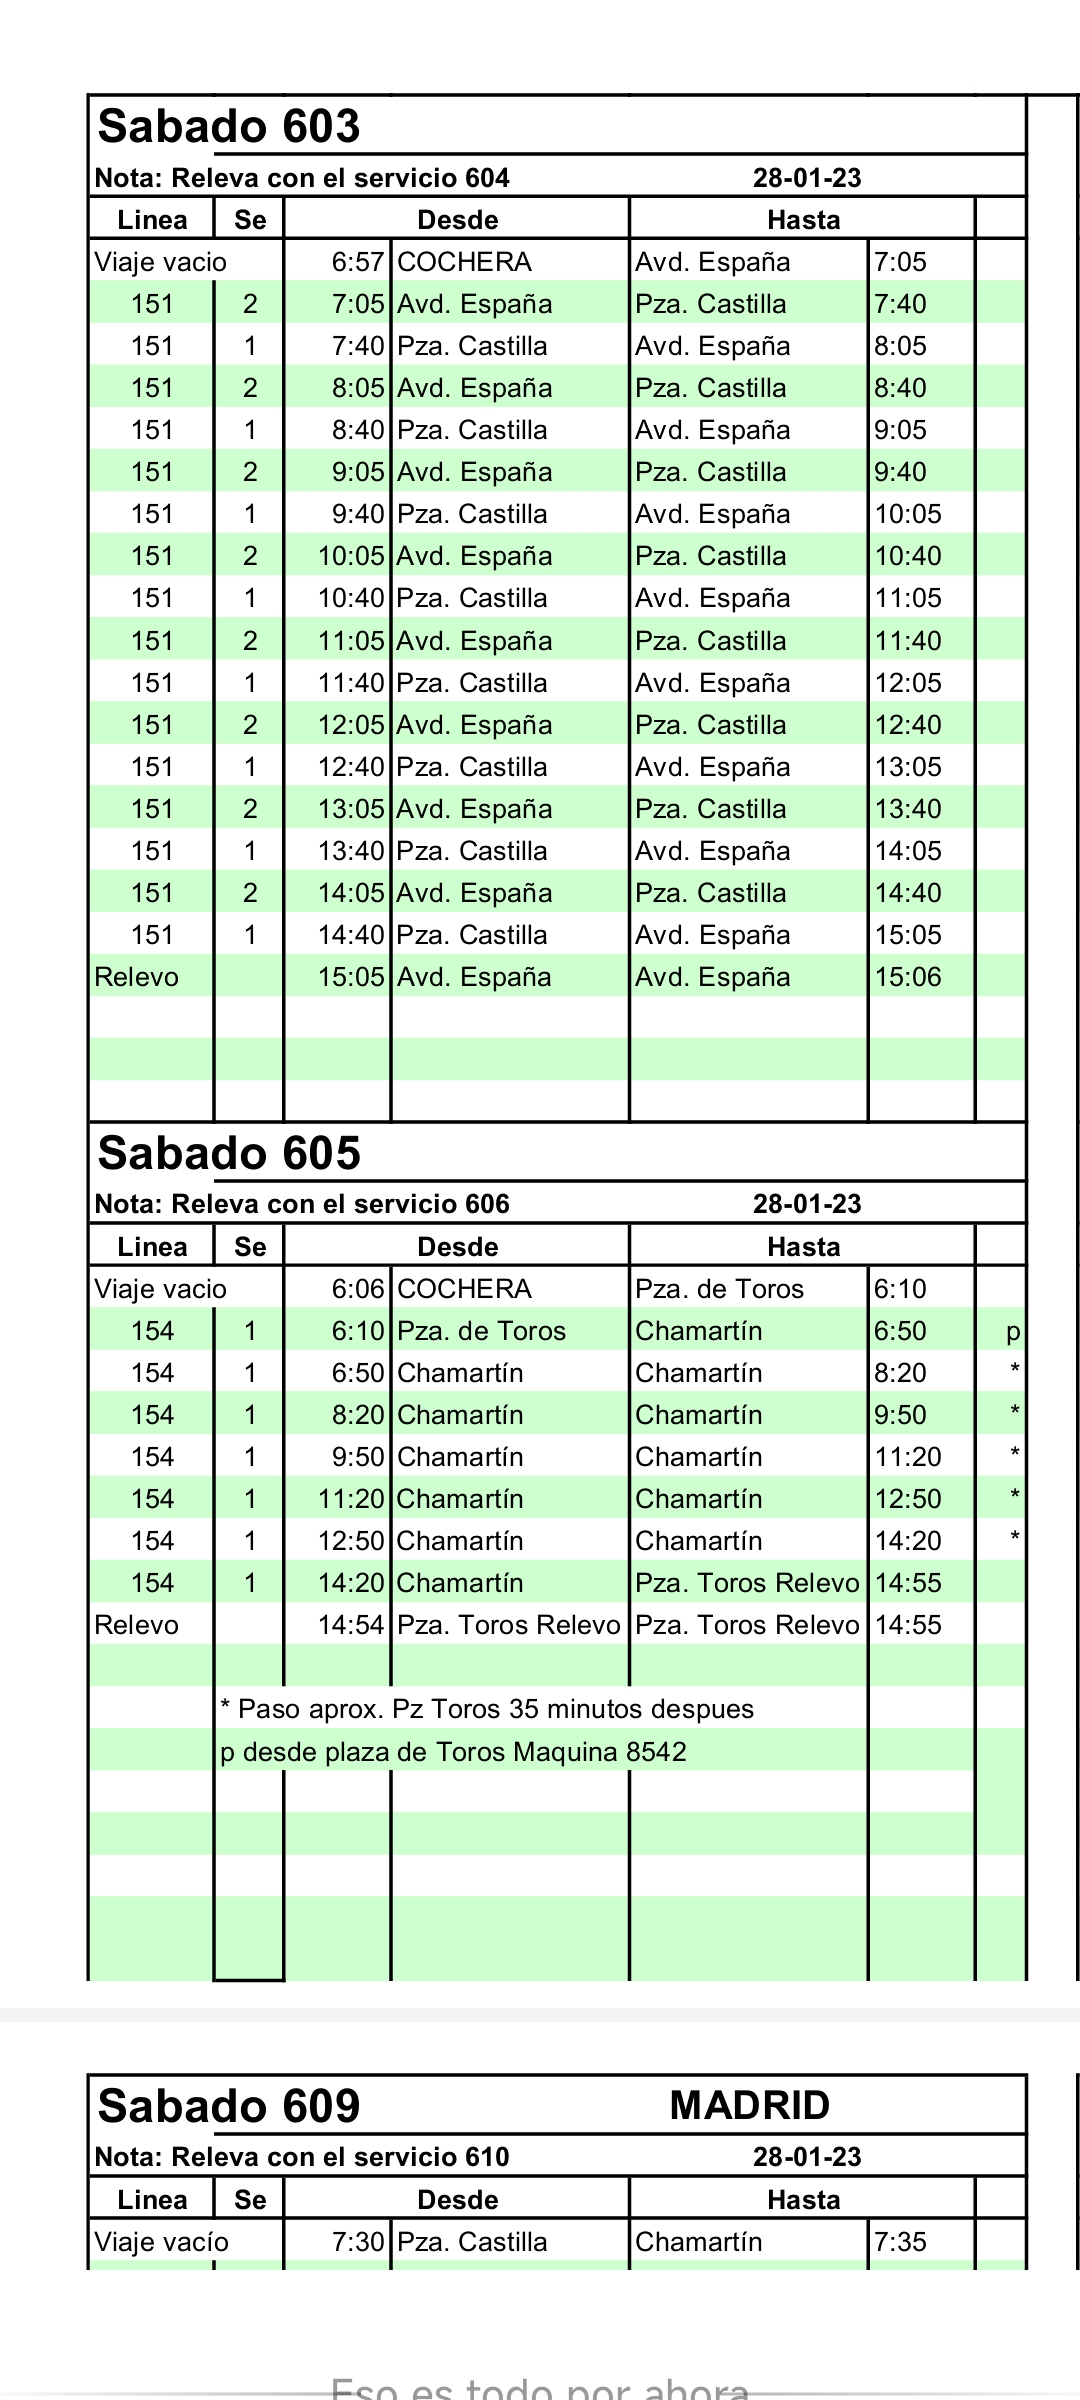 Sabado 603
Nota: Releva con el servicio 604 28-01-23
Linea Se Desde Hasta
Viaje vacio 6:57 COCHERA Avd. España 7:05
151 2 7:05 Avd. España Pza. Castilla 7:40
151 1 7:40 Pza. Castilla Avd. España 8:05
151 2 8:05 Avd. España Pza. Castilla 8:40
151 1 8:40 Pza. Castilla Avd. España 9:05
151 2 9:05 Avd. España Pza. Castilla 9:40
151 1 9:40 Pza. Castilla Avd. España 10:05
151 2 10:05 Avd. España Pza. Castilla 10:40
151 1 10:40 Pza. Castilla Avd. España 11:05
151 2 11:05 Avd. España Pza. Castilla 11:40
151 1 11:40 Pza. Castilla Avd. España 12:05
151 2 12:05 Avd. España Pza. Castilla 12:40
151 1 12:40 Pza. Castilla Avd. España 13:05
151 2 13:05 Avd. España Pza. Castilla 13:40
151 1 13:40 Pza. Castilla Avd. España 14:05
151 2 14:05 Avd. España Pza. Castilla 14:40
151 1 14:40 Pza. Castilla Avd. España 15:05
Relevo 15:05 Avd. España Avd. España 15:06
Sabado 605
Nota: Releva con el servicio 606 28-01-23
Linea Se Desde Hasta
Viaje vacio 6:06 COCHERA Pza. de Toros 6:10
154 1 6:10 Pza. de Toros Chamartín 6:50 p
154 1 6:50 Chamartín Chamartín 8:20 *
154 1 8:20 Chamartín Chamartín 9:50 *
154 1 9:50 Chamartín Chamartín 11:20 *
154 1 11:20 Chamartín Chamartín 12:50 *
154 1 12:50 Chamartín Chamartín 14:20 *
154 1 14:20 Chamartín Pza. Toros Relevo 14:55
Relevo 14:54 Pza. Toros Relevo Pza. Toros Relevo 14:55
* Paso aprox. Pz Toros 35 minutos despues
p desde plaza de Toros Maquina 8542
Sabado 609 MADRID
Nota: Releva con el servicio 610 28-01-23
Linea Se Desde Hasta
Viaje vacío 7:30 Pza. Castilla Chamartín 7:35
Eso es todo por ahora